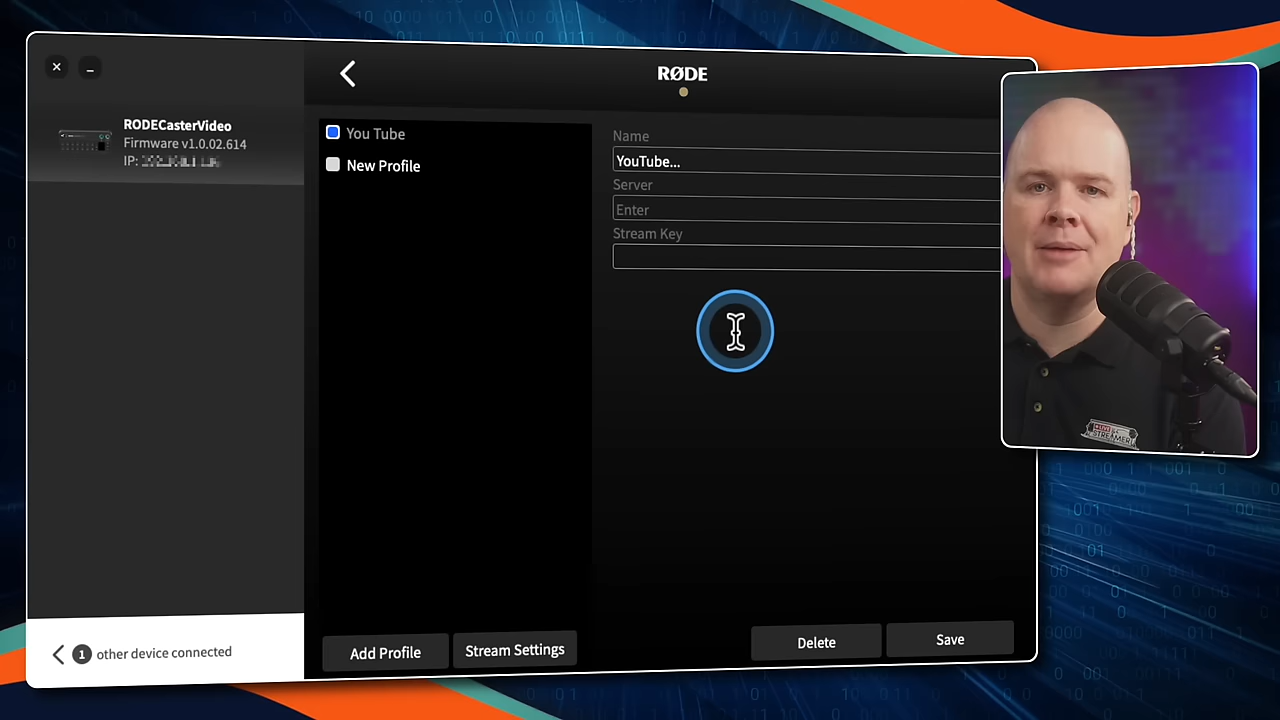 RØDE
RODECasterVideo
Firmware v1.0.02.614
IP:
You Tube
New Profile
Name
YouTube...
Server
Enter
Stream Key
Add Profile
Stream Settings
Delete
Save
1 other device connected
STREAMER